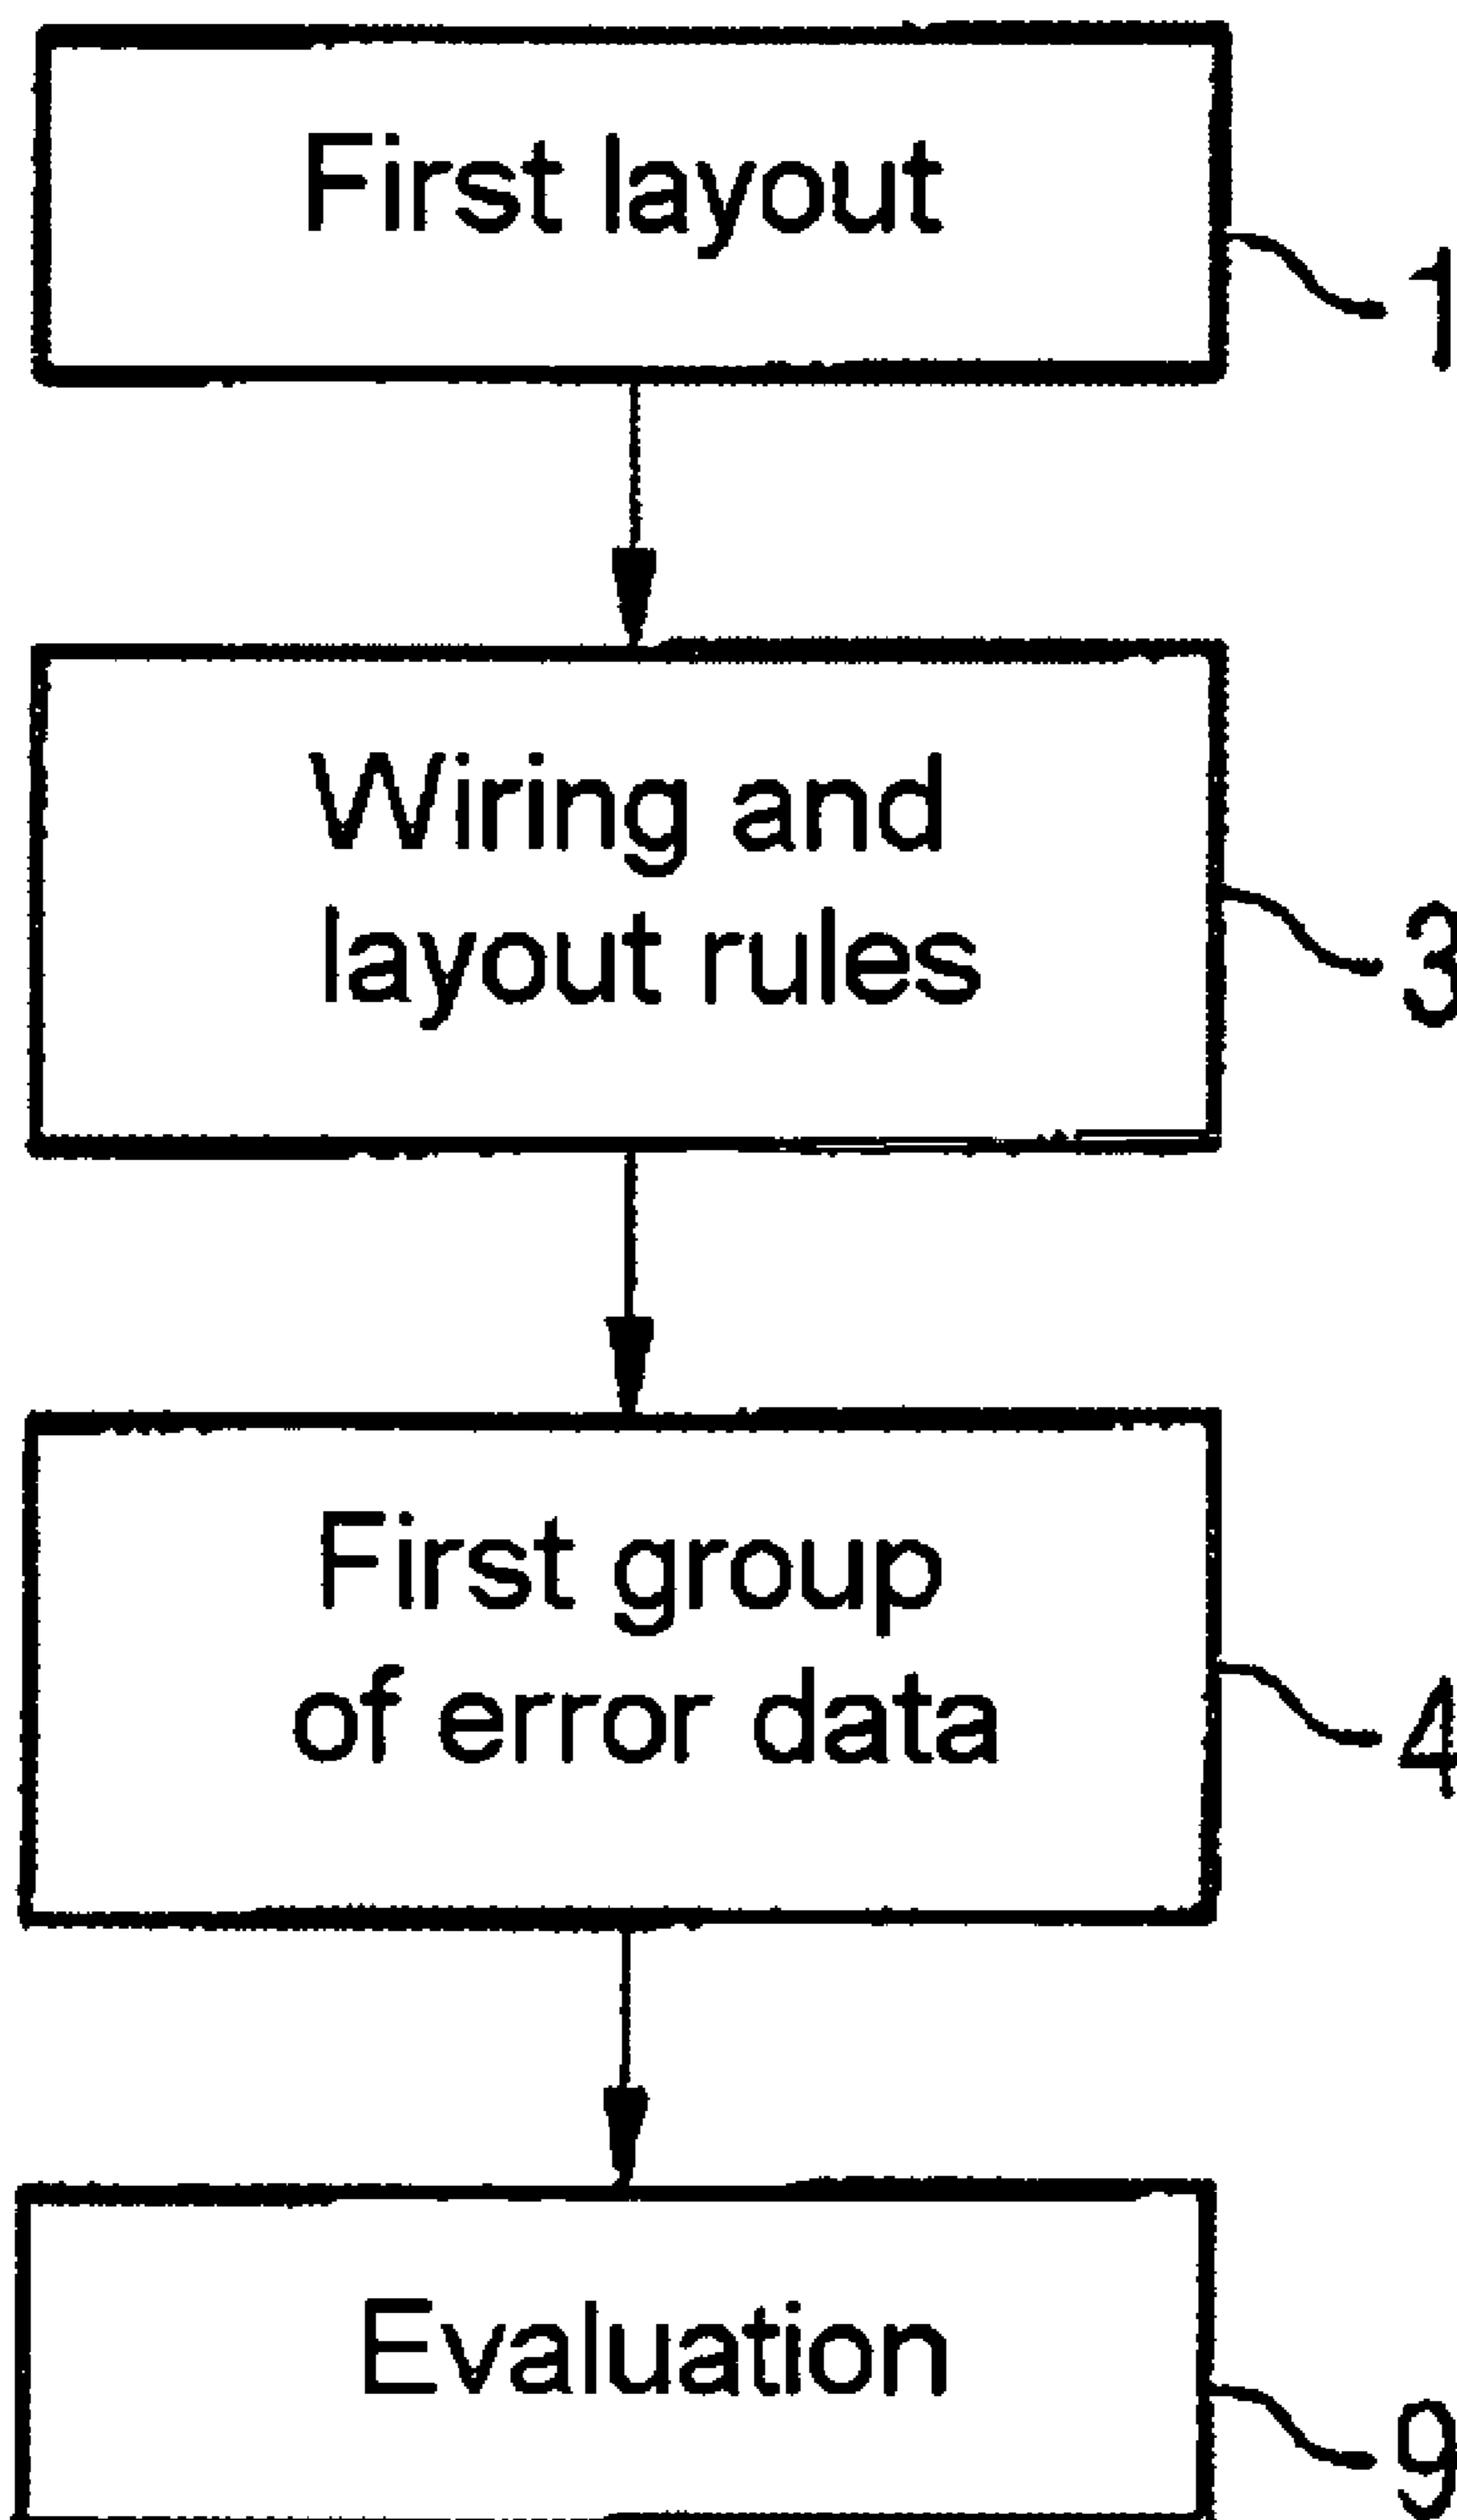 First layout
1
Wiring and
layout rules
3
First group
of error data
4
Evaluation
9